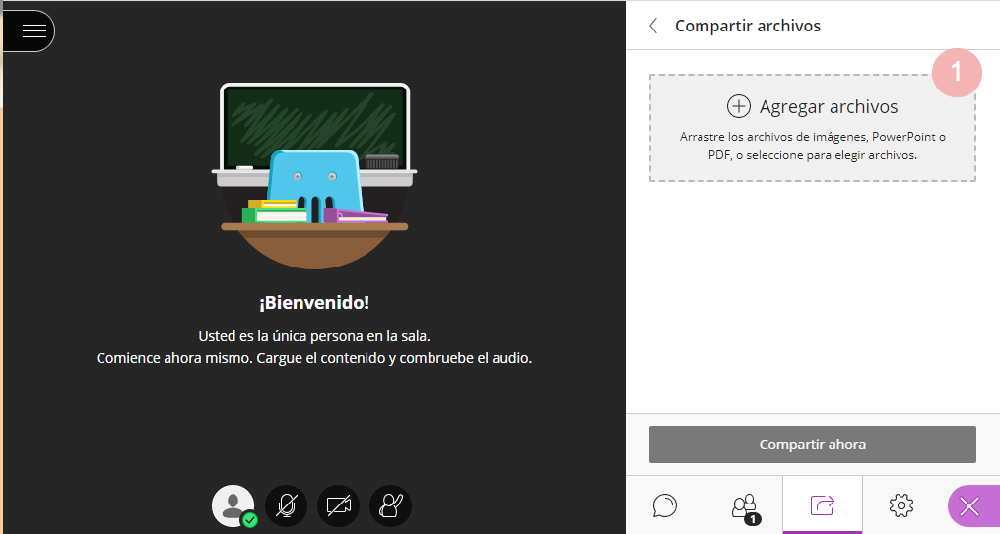 Compartir archivos
1
Agregar archivos
Arrastre los archivos de imágenes, PowerPoint o
PDF, o seleccione para elegir archivos.
¡Bienvenido!
Usted es la única persona en la sala.
Comience ahora mismo. Cargue el contenido y combruebe el audio.
Compartir ahora
1